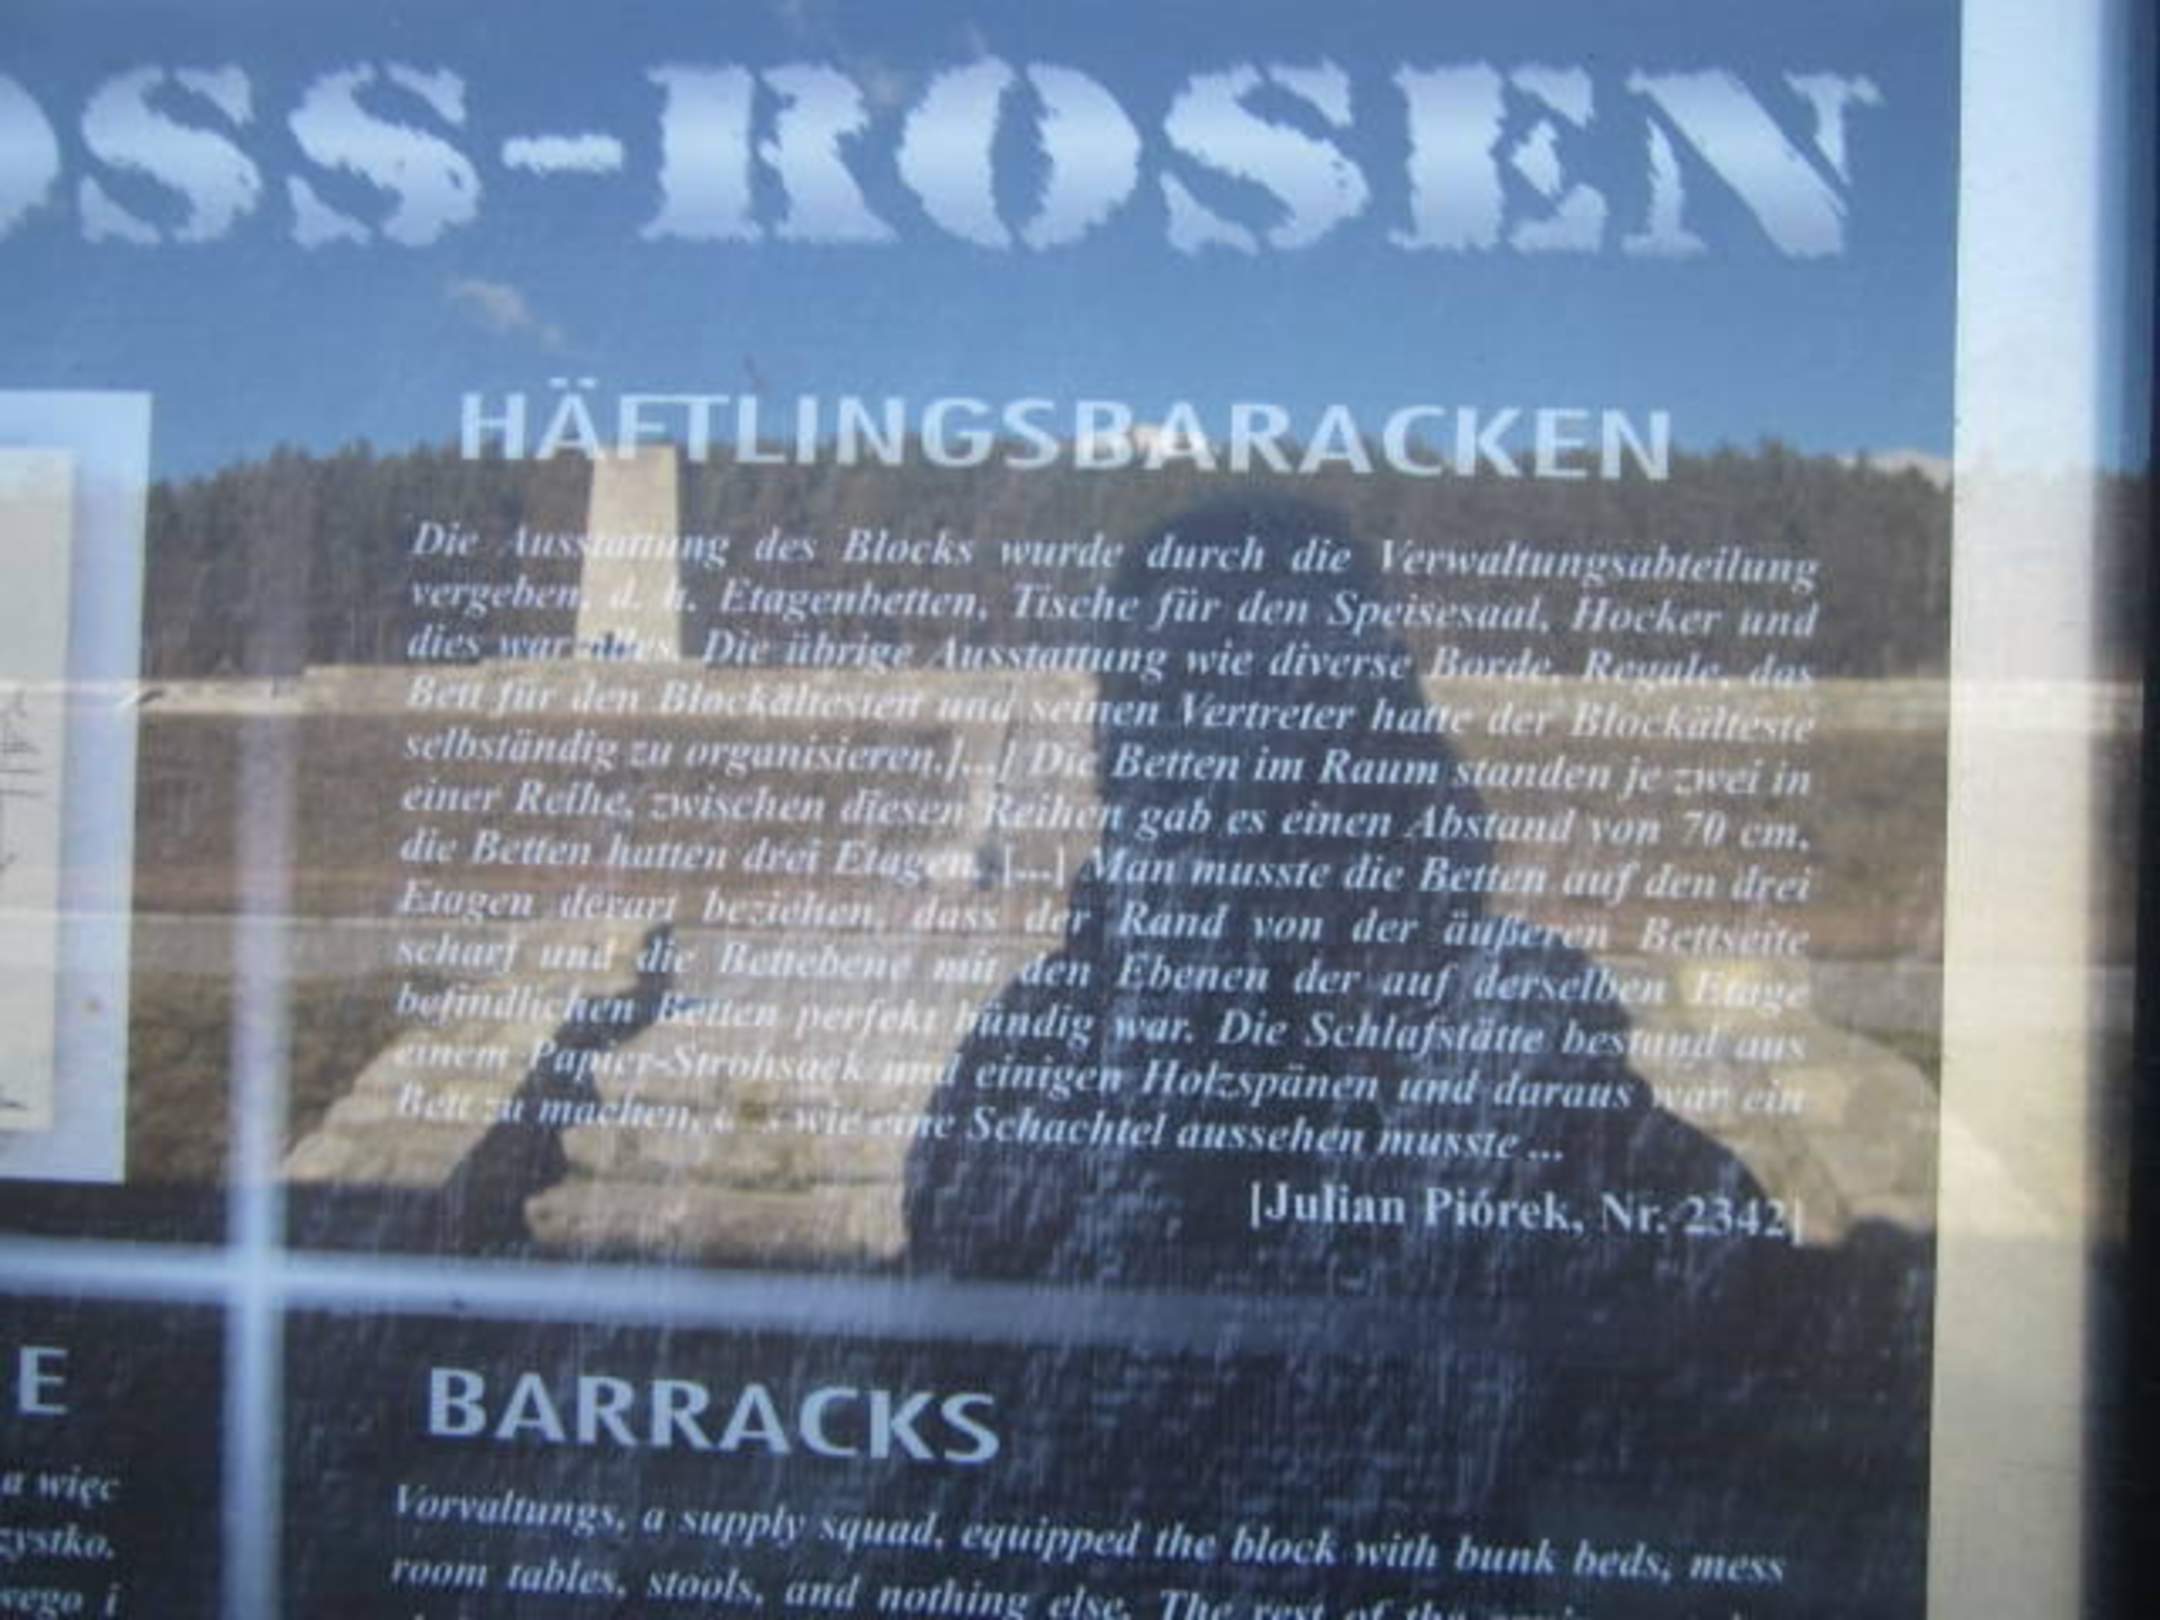 OSS-ROSEN
HÄFTLINGSBARACKEN
Die Ausstattung des Blocks wurde durch die Verwaltungsabteilung
vergeben, d. h. Etagenbetten, Tische für den Speisesaal, Hocker und
dies war alles. Die übrige Ausstattung wie diverse Borde, Regale, das
Bett für den Blockältesten und seinen Vertreter hatte der Blockälteste
selbständig zu organisieren.[...] Die Betten im Raum standen je zwei in
einer Reihe, zwischen diesen Reihen gab es einen Abstand von 70 cm,
die Betten hatten drei Etagen. [...] Man musste die Betten auf den drei
Etagen derart beziehen, dass der Rand von der äußeren Bettseite
scharf und die Bettebene mit den Ebenen der auf derselben Etage
befindlichen Betten perfekt bündig war. Die Schlafstätte bestand aus
einem Papier-Strohsack und einigen Holzspänen und daraus war ein
Bett zu machen, wie eine Schachtel aussehen musste ...
[Julian Piórek, Nr. 2342]
E
a więc
zystko.
wego i
BARRACKS
Vorvaltungs, a supply squad, equipped the block with bunk beds, mess
room tables, stools, and nothing else. The rest of the